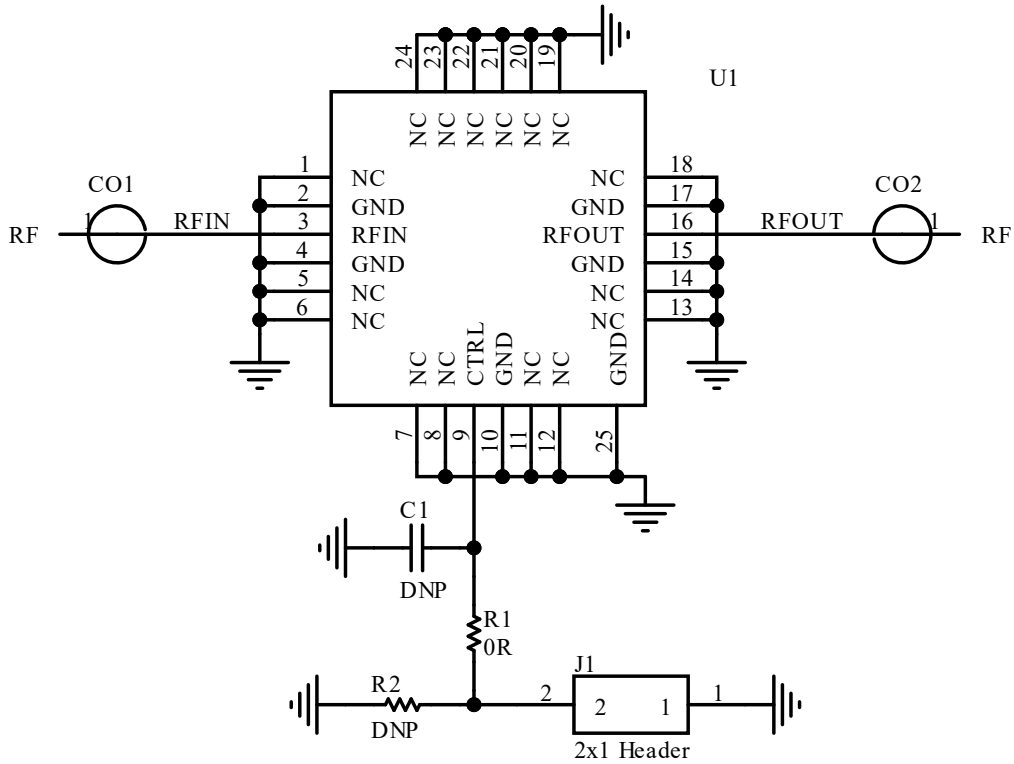 24 23 22 21 20 19
U1
NC NC NC NC NC NC
1 NC
2 GND
3 RFIN
4 GND
5 NC
6 NC
NC 18
GND 17
RFOUT 16
GND 15
NC 14
NC 13
CO1
RF 1 RFIN
CO2
RFOUT 1 RF
NC NC CTRL GND NC NC GND
7 8 9 10 11 12 25
C1
DNP
R1
0R
R2
DNP
J1
2 2 1 1
2x1 Header